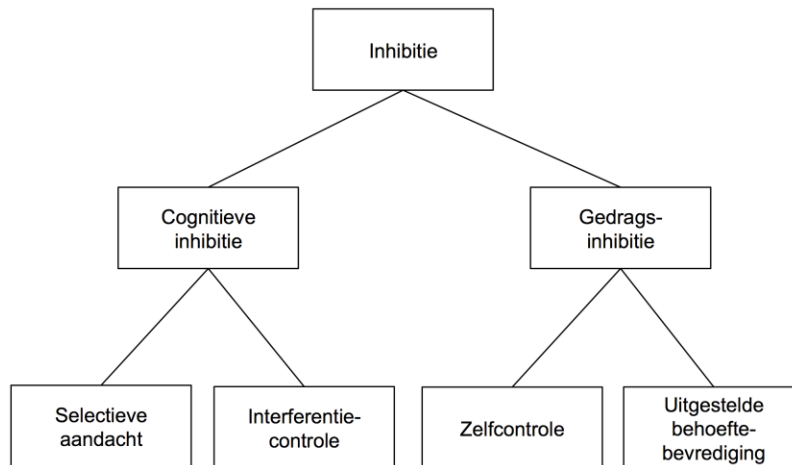 Inhibitie
Cognitieve
inhibitie
Gedrags-
inhibitie
Selectieve
aandacht
Interferentie-
controle
Zelfcontrole
Uitgestelde
behoefte-
bevrediging